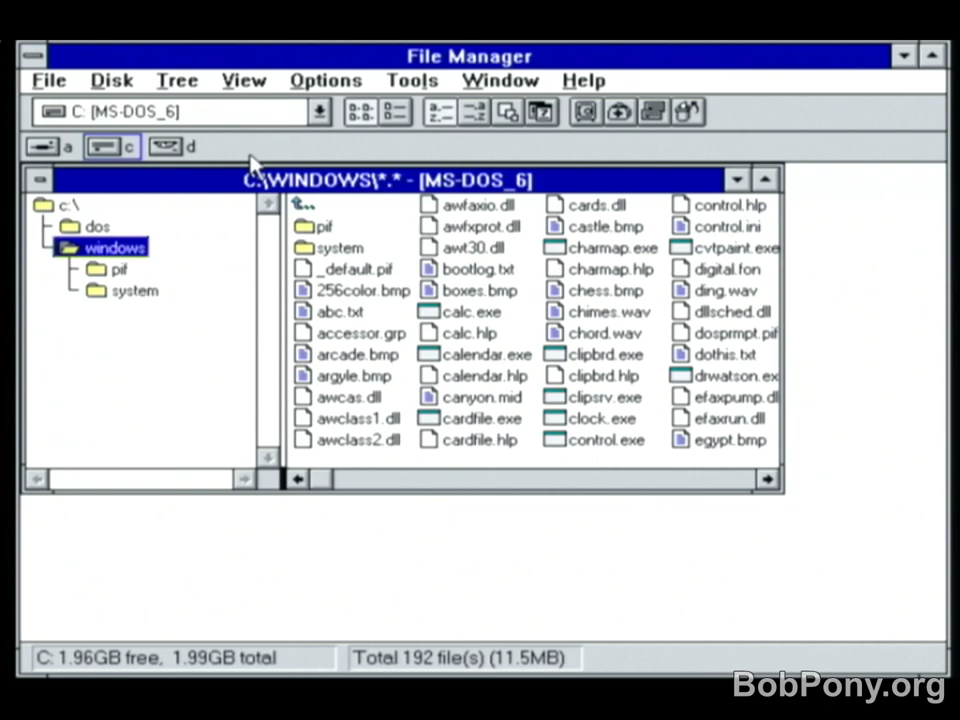 File Manager
File Disk Tree View Options Tools Window Help
C: [MS-DOS_6]
a c d
C:\WINDOWS\*.* - [MS-DOS_6]
c:\
dos
windows
pif
system
pif
system
_default.pif
256color.bmp
abc.txt
accessor.grp
arcade.bmp
argyle.bmp
awcas.dll
awclass1.dll
awclass2.dll
awfaxio.dll
awfxprot.dll
awt30.dll
bootlog.txt
boxes.bmp
calc.exe
calc.hlp
calendar.exe
calendar.hlp
canyon.mid
cardfile.exe
cardfile.hlp
cards.dll
castle.bmp
charmap.exe
charmap.hlp
chess.bmp
chimes.wav
chord.wav
clipbrd.exe
clipbrd.hlp
clipsrv.exe
clock.exe
control.exe
control.hlp
control.ini
cvtpaint.exe
digital.fon
ding.wav
dllsched.dll
dosprmpt.pif
dothis.txt
drwatson.ex
efaxpump.dl
efaxrun.dll
egypt.bmp
C: 1.96GB free, 1.99GB total
Total 192 file(s) (11.5MB)
BobPony.org